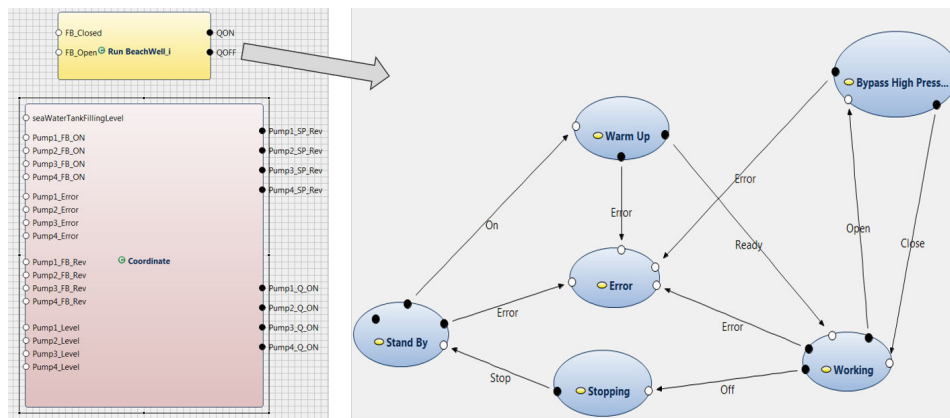 FB_Closed
QON
FB_Open
Run BeachWell_i
QOFF
seaWaterTankFillingLevel
Pump1_SP_Rev
Pump1_FB_ON
Pump2_FB_ON
Pump2_SP_Rev
Pump3_FB_ON
Pump3_SP_Rev
Pump4_FB_ON
Pump4_SP_Rev
Pump1_Error
Pump2_Error
Pump3_Error
Pump4_Error
Coordinate
Pump1_FB_Rev
Pump2_FB_Rev
Pump3_FB_Rev
Pump1_Q_ON
Pump4_FB_Rev
Pump2_Q_ON
Pump1_Level
Pump3_Q_ON
Pump2_Level
Pump4_Q_ON
Pump3_Level
Pump4_Level
Bypass High Press...
Warm Up
Error
Error
On
Ready
Open
Close
Error
Error
Error
Stand By
Working
Stop
Stopping
Off